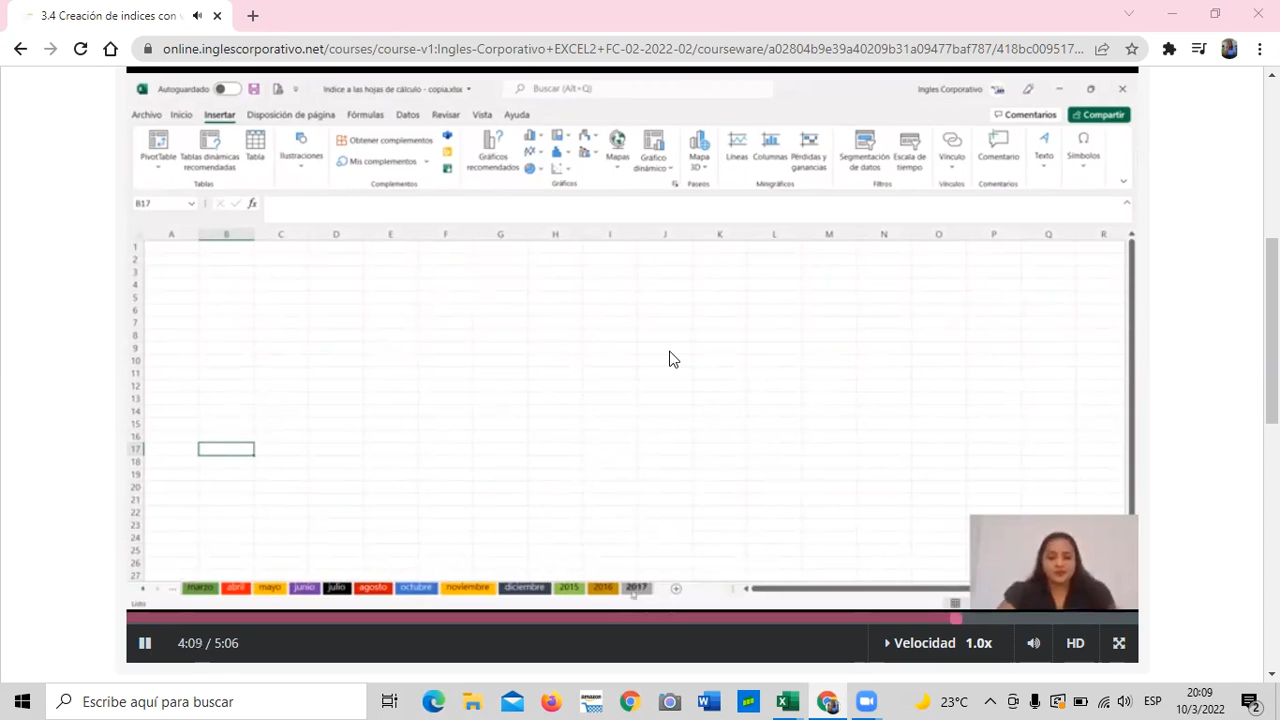 3.4 Creación de índices con v
online.inglescorporativo.net/courses/course-v1:Ingles-Corporativo+EXCEL2+FC-02-2022-02/courseware/a02804b9e39a40209b31a09477baf787/418bc009517...
Autoguardado Indice a las hojas de cálculo - copia.xlsx Buscar (Alt+Q) Ingles Corporativo
Archivo Inicio Insertar Disposición de página Fórmulas Datos Revisar Vista Ayuda Comentarios Compartir
PivotTable Tablas dinámicas recomendadas Tabla Ilustraciones Obtener complementos Mis complementos Gráficos recomendados Mapas Gráfico dinámico Mapa 3D Líneas Columnas Pérdidas y ganancias Segmentación de datos Escala de tiempo Vínculo Comentario Texto Símbolos
Tablas Complementos Gráficos Paseos Minigráficos Filtros Vínculos Comentarios
B17 fx
A B C D E F G H I J K L M N O P Q R
1
2
3
4
5
6
7
8
9
10
11
12
13
14
15
16
17
18
19
20
21
22
23
24
25
26
27
... marzo abril mayo junio julio agosto octubre noviembre diciembre 2015 2016 2017
Listo
4:09 / 5:06 Velocidad 1.0x HD
Escribe aquí para buscar amazon 23°C ESP 20:09
10/3/2022 2